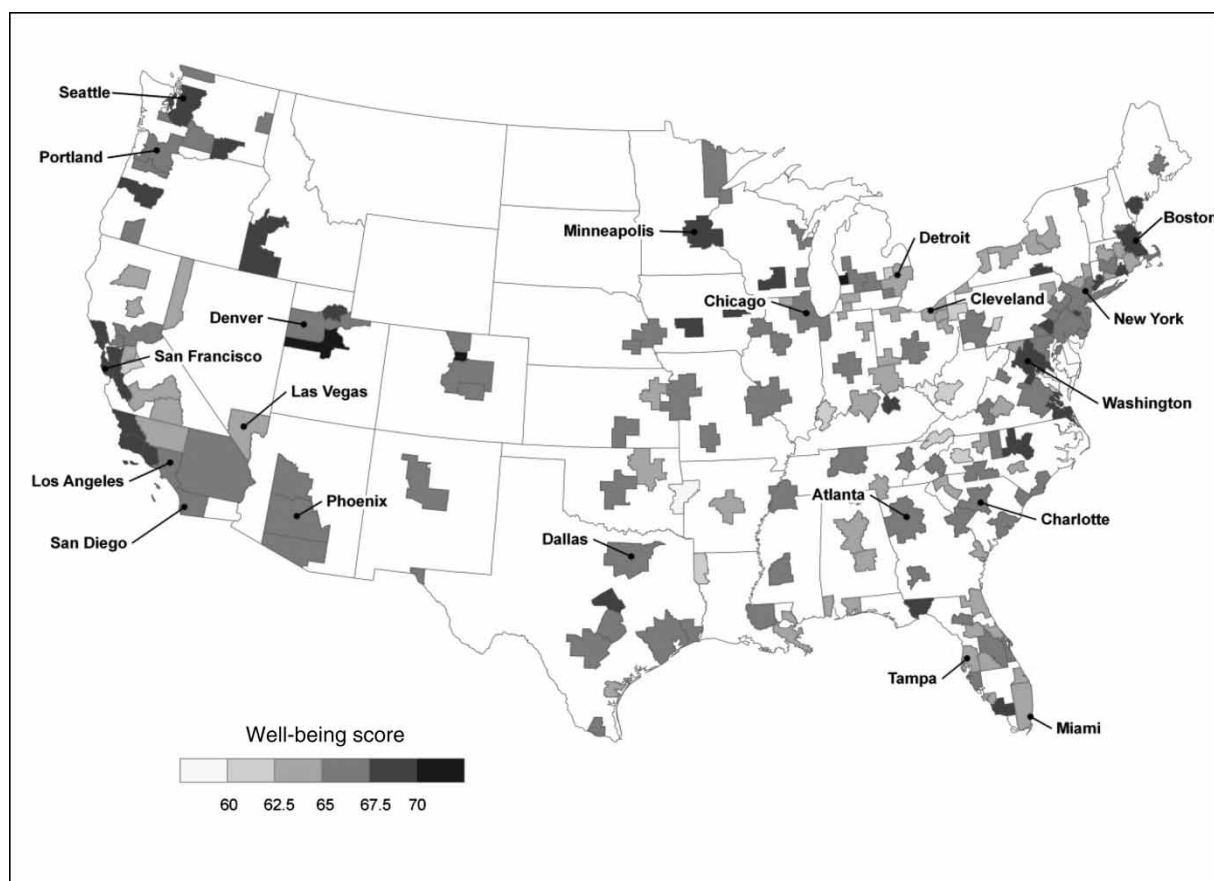 Seattle
Portland
Minneapolis
Detroit
Boston
Denver
Chicago
Cleveland
New York
San Francisco
Las Vegas
Washington
Los Angeles
Phoenix
Atlanta
Charlotte
San Diego
Dallas
Tampa
Miami
Well-being score
60 62.5 65 67.5 70